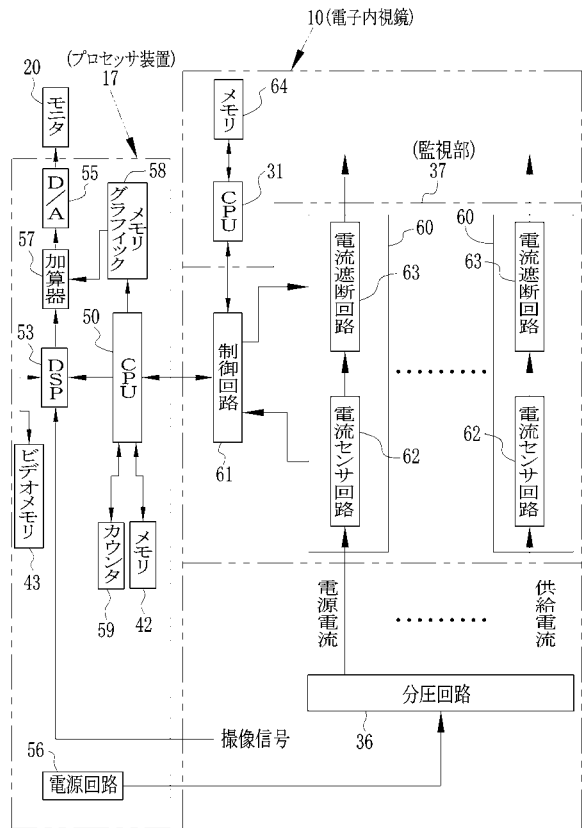 10(電子内視鏡)
(プロセッサ装置)
17
20
モニタ
メモリ
64
(監視部)
37
D/A
55
58
グラフィック
メモリ
CPU
31
57
加算器
60
60
電流遮断回路
63
電流遮断回路
63
50
CPU
53
DSP
制御回路
61
電流センサ回路
62
電流センサ回路
62
ビデオメモリ
43
カウンタ
59
メモリ
42
電源電流
供給電流
分圧回路
36
撮像信号
56
電源回路